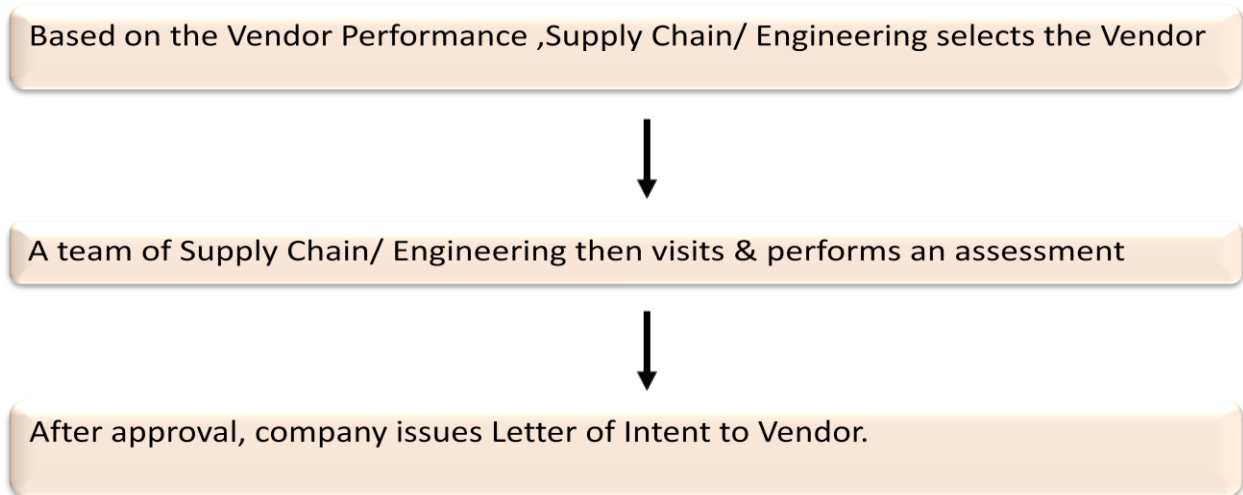 Based on the Vendor Performance ,Supply Chain/ Engineering selects the Vendor
A team of Supply Chain/ Engineering then visits & performs an assessment
After approval, company issues Letter of Intent to Vendor.